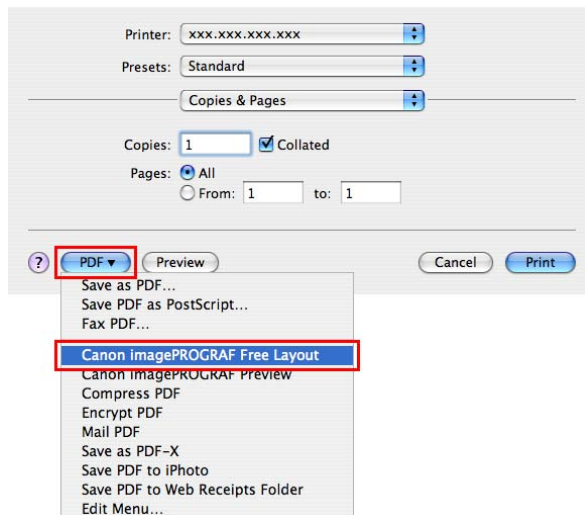 Printer: xxx.xxx.xxx.xxx
Presets: Standard
Copies & Pages
Copies: 1 Collated
Pages: All
From: 1 to: 1
? PDF▼ Preview Cancel Print
Save as PDF...
Save PDF as PostScript...
Fax PDF...
Canon imagePROGRAF Free Layout
Canon imagePROGRAF Preview
Compress PDF
Encrypt PDF
Mail PDF
Save as PDF-X
Save PDF to iPhoto
Save PDF to Web Receipts Folder
Edit Menu...